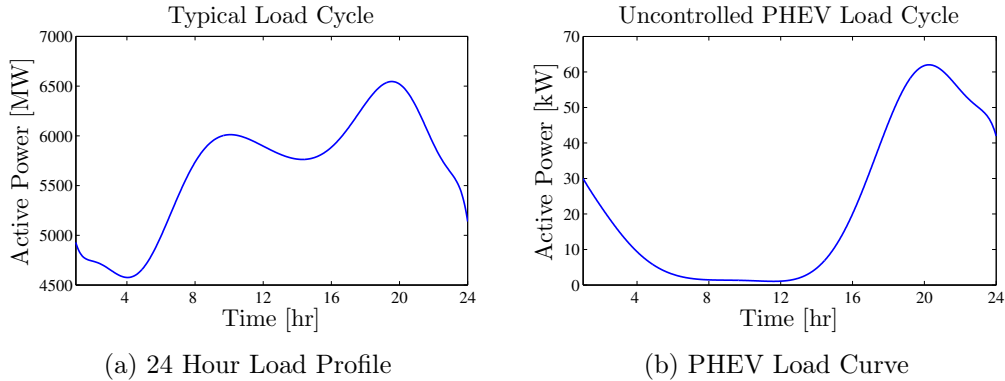 Typical Load Cycle
7000
6500
6000
5500
5000
4500
Active Power [MW]
4 8 12 16 20 24
Time [hr]
(a) 24 Hour Load Profile
Uncontrolled PHEV Load Cycle
70
60
50
40
30
20
10
0
Active Power [kW]
4 8 12 16 20 24
Time [hr]
(b) PHEV Load Curve